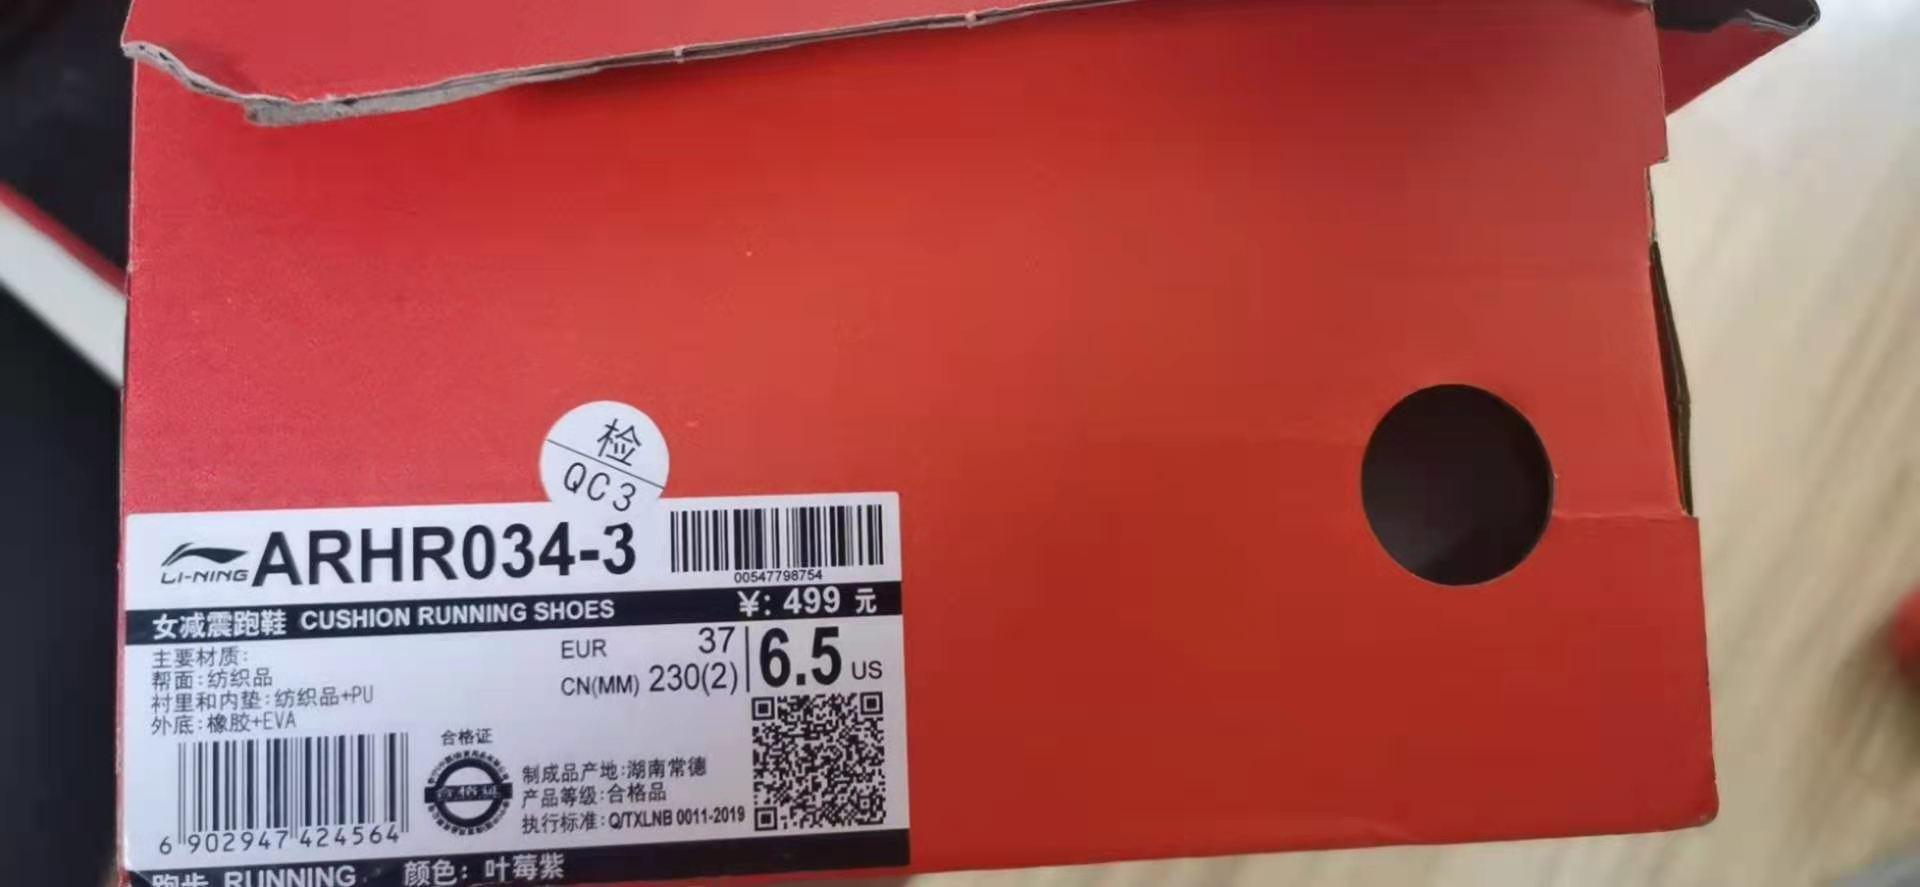 检
QC3
LI-NING ARHR034-3
00547798754
女减震跑鞋 CUSHION RUNNING SHOES ¥: 499 元
主要材质:
帮面:纺织品
衬里和内垫:纺织品+PU
外底:橡胶+EVA
EUR 37
CN(MM) 230(2)
6.5 US
6 902947 424564
合格证
合格证
制成品产地:湖南常德
产品等级:合格品
执行标准:Q/TXLNB 0011-2019
跑步 RUNNING 颜色: 叶莓紫